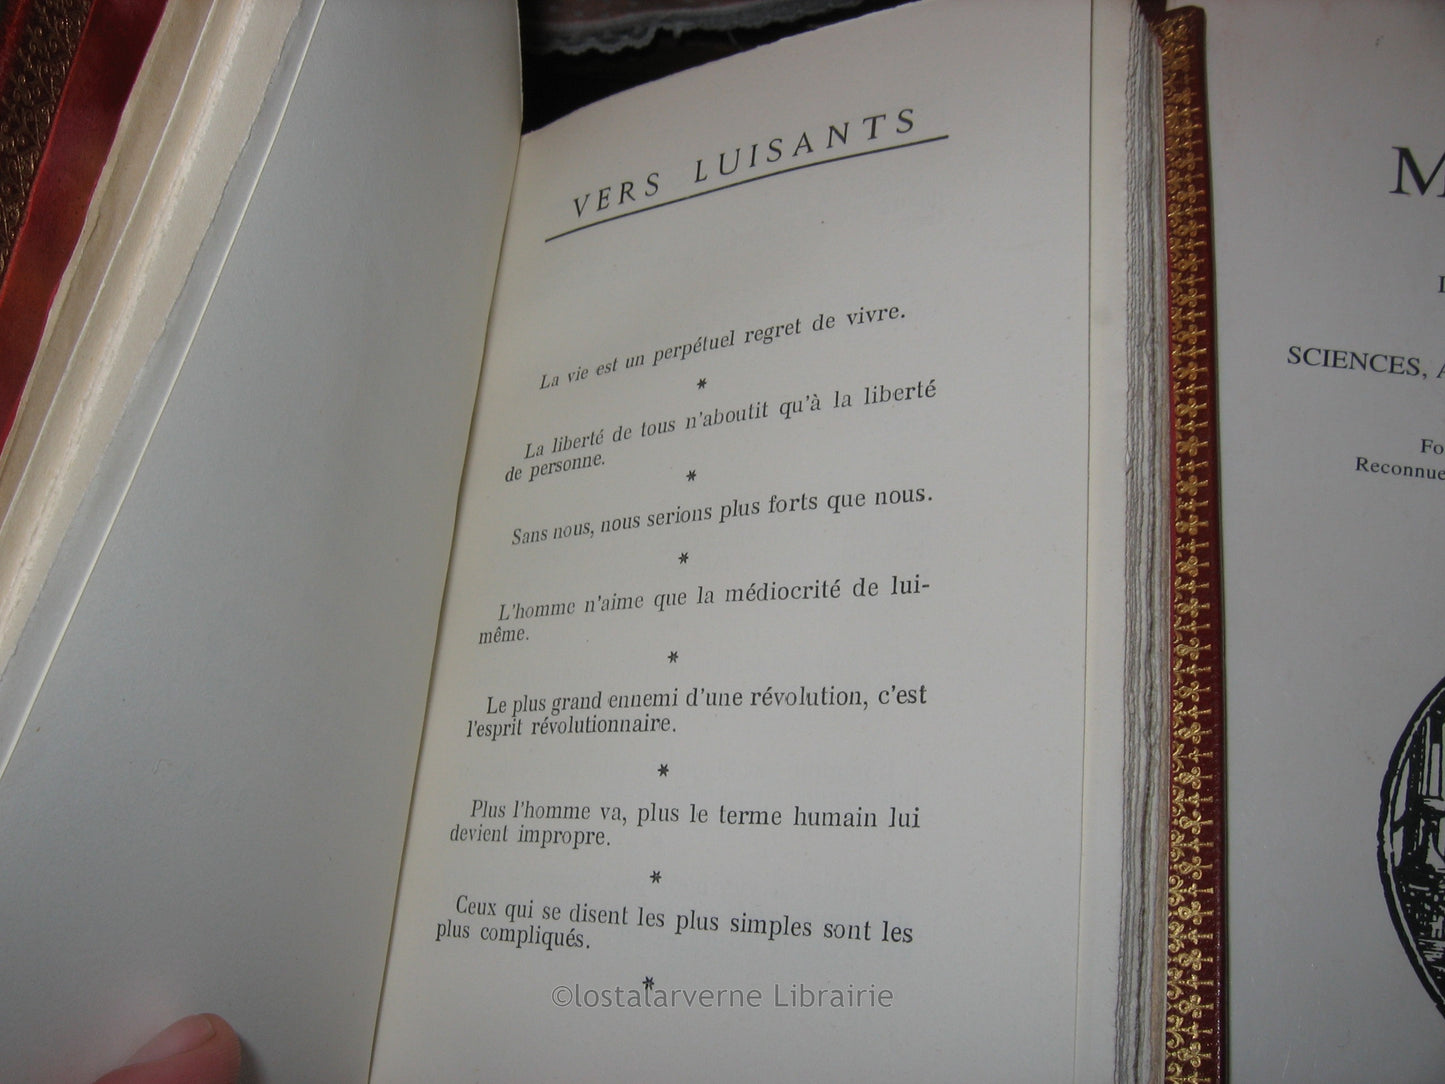 VERS LUISANTS
La vie est un perpétuel regret de vivre.
*
La liberté de tous n'aboutit qu'à la liberté
de personne.
*
Sans nous, nous serions plus forts que nous.
*
L'homme n'aime que la médiocrité de lui-
même.
*
Le plus grand ennemi d'une révolution, c'est
l'esprit révolutionnaire.
*
Plus l'homme va, plus le terme humain lui
devient impropre.
*
Ceux qui se disent les plus simples sont les
plus compliqués.
*
©lostalarverne Librairie
M
SCIENCES, A
Fo
Reconnue